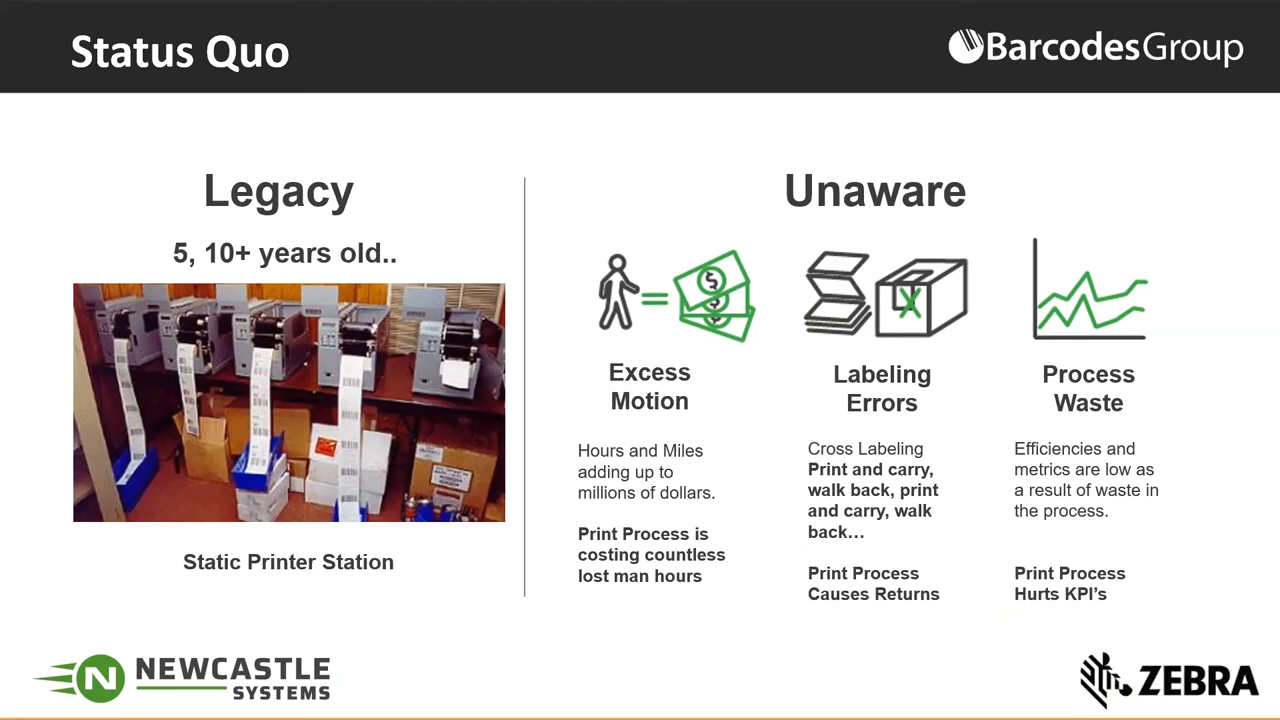 Status Quo
BarcodesGroup
Legacy
5, 10+ years old..
Static Printer Station
Unaware
Excess
Motion
Hours and Miles
adding up to
millions of dollars.
Print Process is
costing countless
lost man hours
Labeling
Errors
Cross Labeling
Print and carry,
walk back, print
and carry, walk
back…
Print Process
Causes Returns
Process
Waste
Efficiencies and
metrics are low as
a result of waste in
the process.
Print Process
Hurts KPI’s
N NEWCASTLE
SYSTEMS
ZEBRA